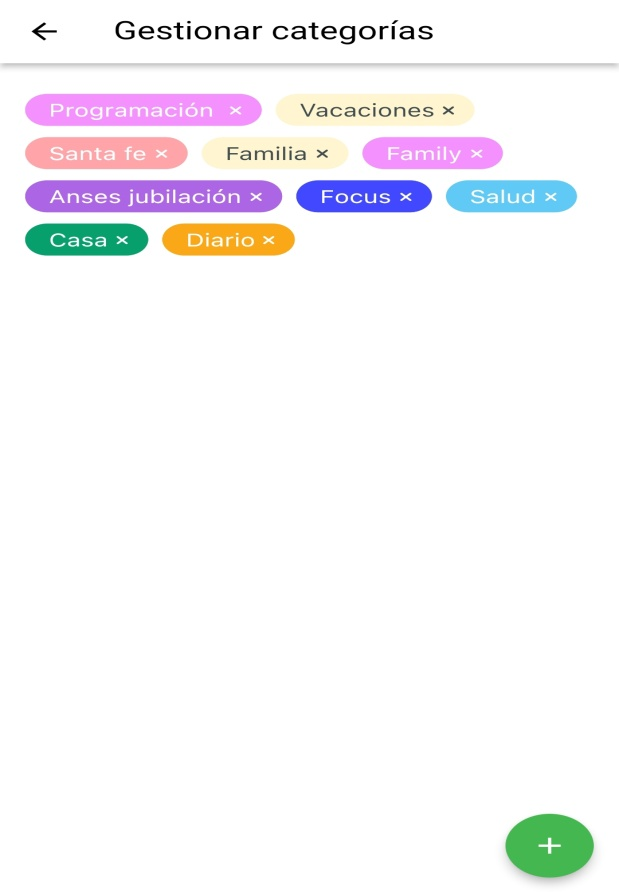 Gestionar categorías
Programación × Vacaciones ×
Santa fe × Familia × Family ×
Anses jubilación × Focus × Salud ×
Casa × Diario ×
+